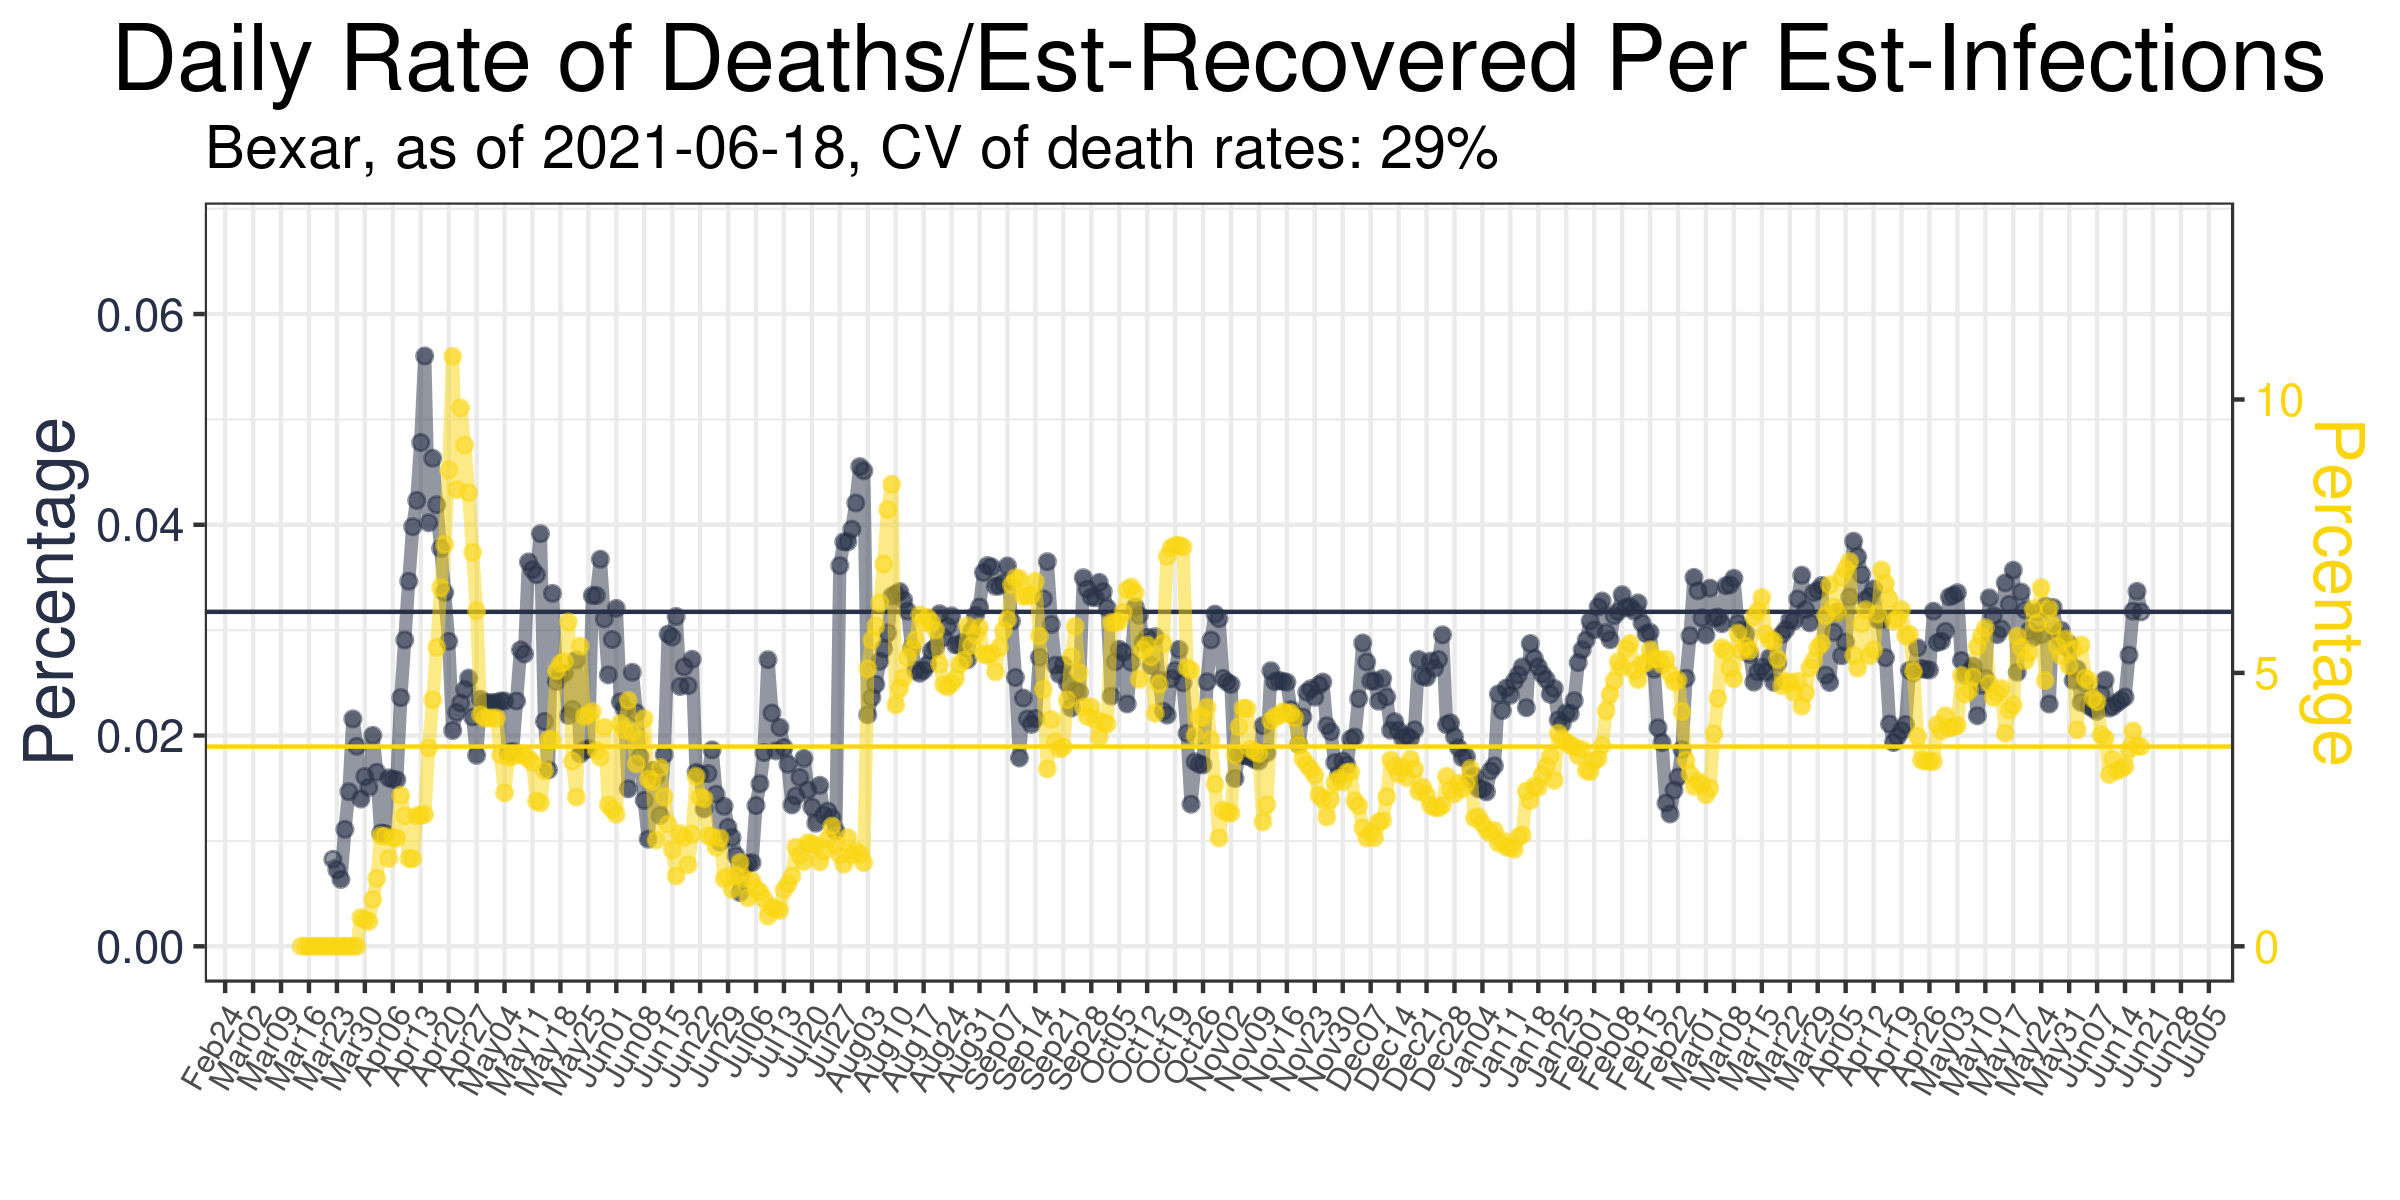 Daily Rate of Deaths/Est-Recovered Per Est-Infections
Bexar, as of 2021-06-18, CV of death rates: 29%
Percentage
0.06
0.04
0.02
0.00
10
5
0
Percentage
Feb24 Mar02 Mar09 Mar16 Mar23 Mar30 Apr06 Apr13 Apr20 Apr27 May04 May11 May18 May25 Jun01 Jun08 Jun15 Jun22 Jun29 Jul06 Jul13 Jul20 Jul27 Aug03 Aug10 Aug17 Aug24 Aug31 Sep07 Sep14 Sep21 Sep28 Oct05 Oct12 Oct19 Oct26 Nov02 Nov09 Nov16 Nov23 Nov30 Dec07 Dec14 Dec21 Dec28 Jan04 Jan11 Jan18 Jan25 Feb01 Feb08 Feb15 Feb22 Mar01 Mar08 Mar15 Mar22 Mar29 Apr05 Apr12 Apr19 Apr26 May03 May10 May17 May24 May31 Jun07 Jun14 Jun21 Jun28 Jul05